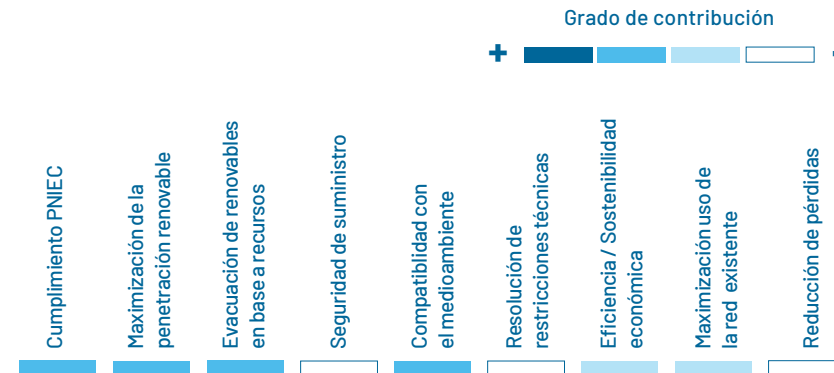 Grado de contribución
+
Cumplimiento PNIEC
Maximización de la
penetración renovable
Evacuación de renovables
en base a recursos
Seguridad de suministro
Compatiblidad con
el medioambiente
Resolución de
restricciones técnicas
Eficiencia / Sostenibilidad
económica
Maximización uso de
la red existente
Reducción de pérdidas